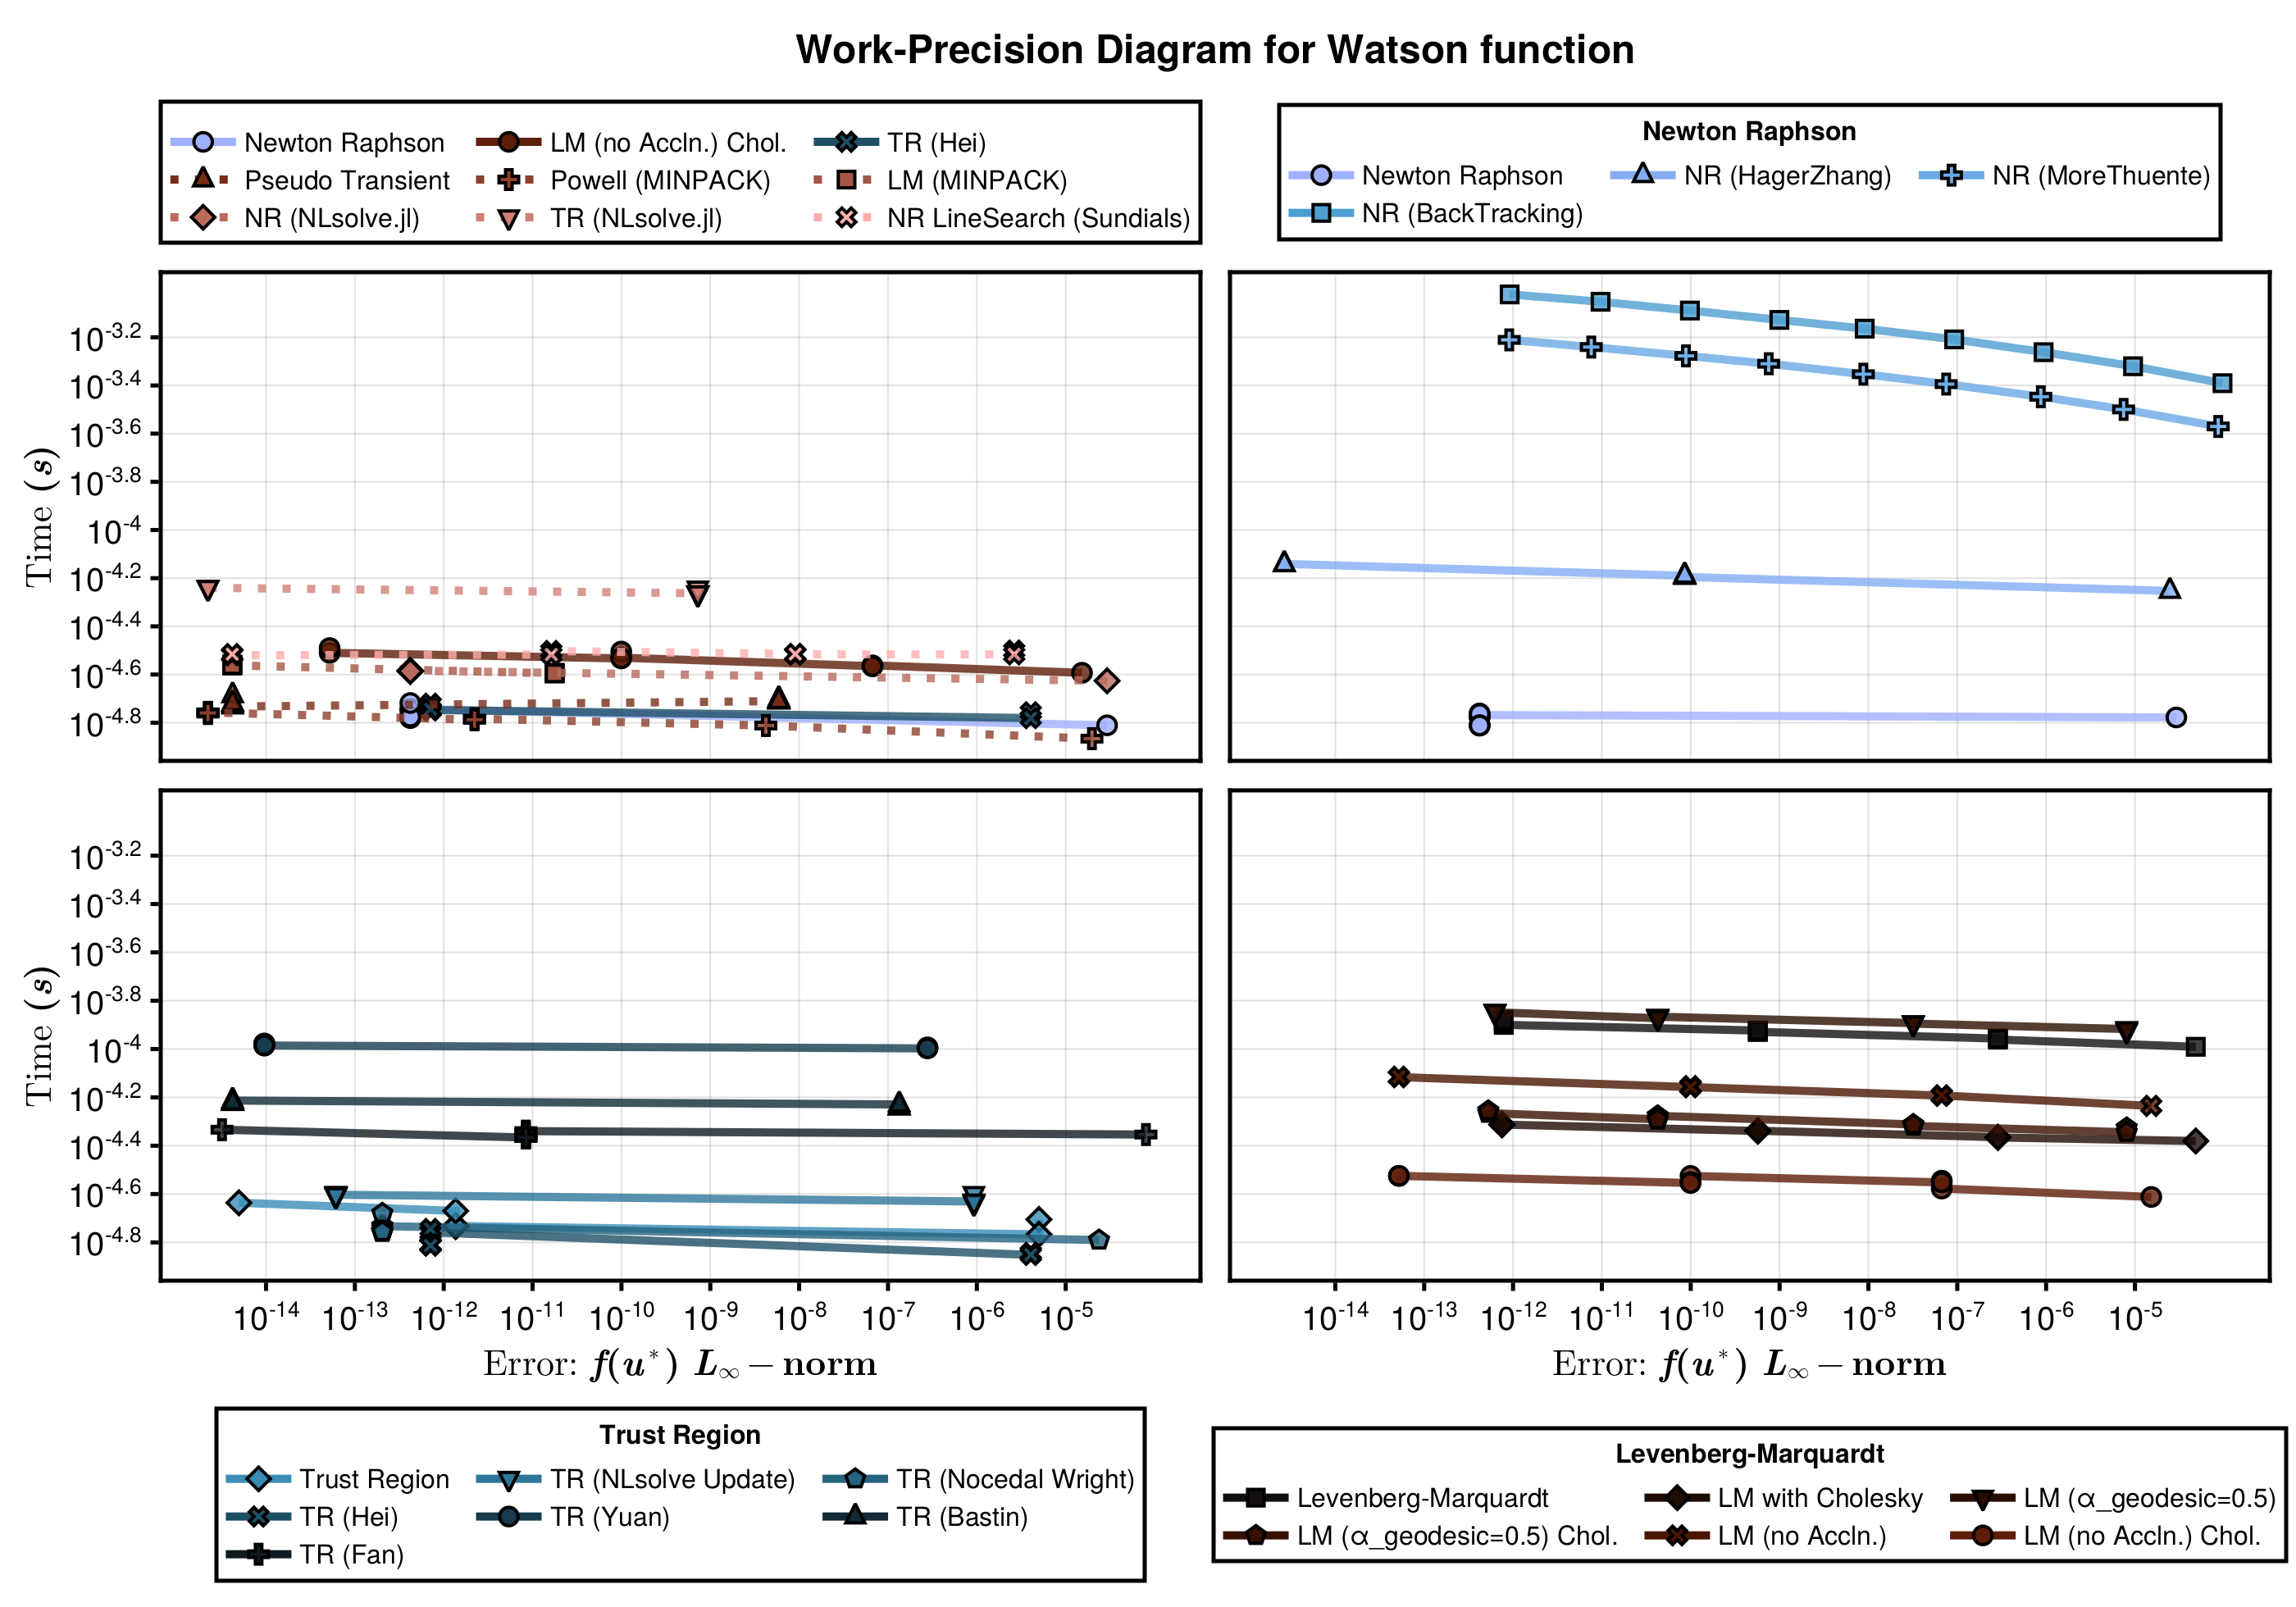 Work-Precision Diagram for Watson function
Newton Raphson LM (no Accln.) Chol. TR (Hei)
Pseudo Transient Powell (MINPACK) LM (MINPACK)
NR (NLsolve.jl) TR (NLsolve.jl) NR LineSearch (Sundials)
Newton Raphson
Newton Raphson NR (HagerZhang) NR (MoreThuente)
NR (BackTracking)
Time (s)
10^-3.2
10^-3.4
10^-3.6
10^-3.8
10^-4
10^-4.2
10^-4.4
10^-4.6
10^-4.8
Time (s)
10^-3.2
10^-3.4
10^-3.6
10^-3.8
10^-4
10^-4.2
10^-4.4
10^-4.6
10^-4.8
10^-14 10^-13 10^-12 10^-11 10^-10 10^-9 10^-8 10^-7 10^-6 10^-5
Error: f(u*) L∞ − norm
10^-14 10^-13 10^-12 10^-11 10^-10 10^-9 10^-8 10^-7 10^-6 10^-5
Error: f(u*) L∞ − norm
Trust Region
Trust Region TR (NLsolve Update) TR (Nocedal Wright)
TR (Hei) TR (Yuan) TR (Bastin)
TR (Fan)
Levenberg-Marquardt
Levenberg-Marquardt LM with Cholesky LM (α_geodesic=0.5)
LM (α_geodesic=0.5) Chol. LM (no Accln.) LM (no Accln.) Chol.